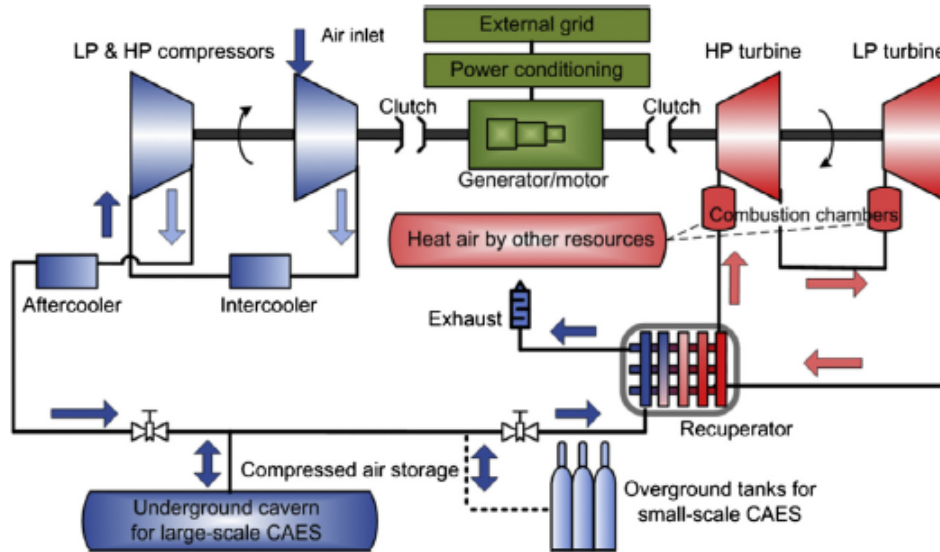 LP & HP compressors
Air inlet
External grid
Power conditioning
HP turbine
LP turbine
Clutch
Clutch
Generator/motor
Combustion chambers
Heat air by other resources
Aftercooler
Intercooler
Exhaust
Recuperator
Compressed air storage
Underground cavern
for large-scale CAES
Overground tanks for
small-scale CAES